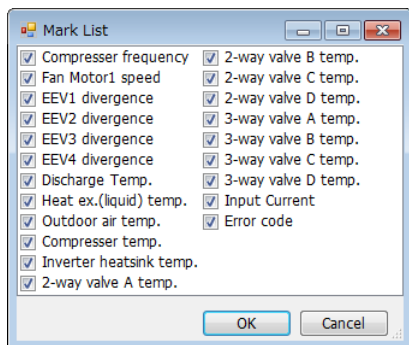 Mark List
Compresser frequency
Fan Motor1 speed
EEV1 divergence
EEV2 divergence
EEV3 divergence
EEV4 divergence
Discharge Temp.
Heat ex.(liquid) temp.
Outdoor air temp.
Compresser temp.
Inverter heatsink temp.
2-way valve A temp.
2-way valve B temp.
2-way valve C temp.
2-way valve D temp.
3-way valve A temp.
3-way valve B temp.
3-way valve C temp.
3-way valve D temp.
Input Current
Error code
OK
Cancel